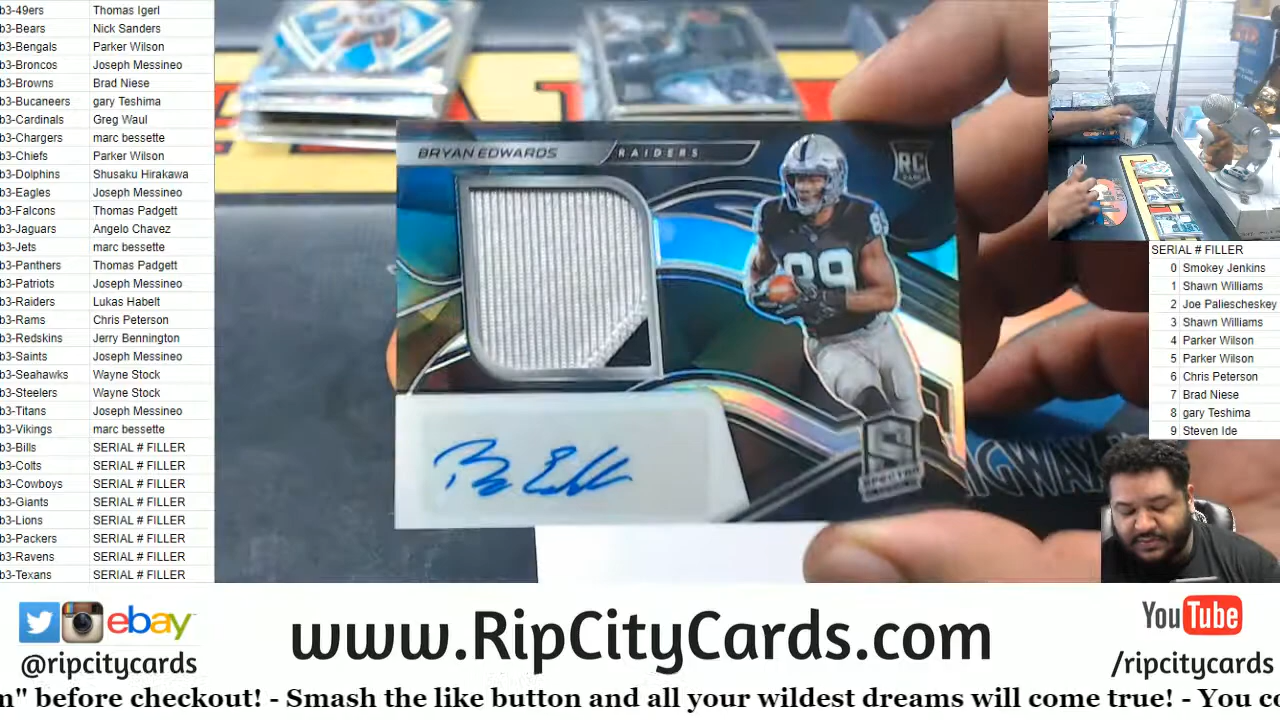 b3-49ers Thomas Igerl
b3-Bears Nick Sanders
b3-Bengals Parker Wilson
b3-Broncos Joseph Messineo
b3-Browns Brad Niese
b3-Bucaneers gary Teshima
b3-Cardinals Greg Waul
b3-Chargers marc bessette
b3-Chiefs Parker Wilson
b3-Dolphins Shusaku Hirakawa
b3-Eagles Joseph Messineo
b3-Falcons Thomas Padgett
b3-Jaguars Angelo Chavez
b3-Jets marc bessette
b3-Panthers Thomas Padgett
b3-Patriots Joseph Messineo
b3-Raiders Lukas Habelt
b3-Rams Chris Peterson
b3-Redskins Jerry Bennington
b3-Saints Joseph Messineo
b3-Seahawks Wayne Stock
b3-Steelers Wayne Stock
b3-Titans Joseph Messineo
b3-Vikings marc bessette
b3-Bills SERIAL # FILLER
b3-Colts SERIAL # FILLER
b3-Cowboys SERIAL # FILLER
b3-Giants SERIAL # FILLER
b3-Lions SERIAL # FILLER
b3-Packers SERIAL # FILLER
b3-Ravens SERIAL # FILLER
b3-Texans SERIAL # FILLER
BRYAN EDWARDS RAIDERS
RC
89
89
S
SPECTRA
SERIAL # FILLER
0 Smokey Jenkins
1 Shawn Williams
2 Joe Paliescheskey
3 Shawn Williams
4 Parker Wilson
5 Parker Wilson
6 Chris Peterson
7 Brad Niese
8 gary Teshima
9 Steven Ide
ebay
@ripcitycards
www.RipCityCards.com
YouTube
/ripcitycards
m" before checkout! - Smash the like button and all your wildest dreams will come true! - You co